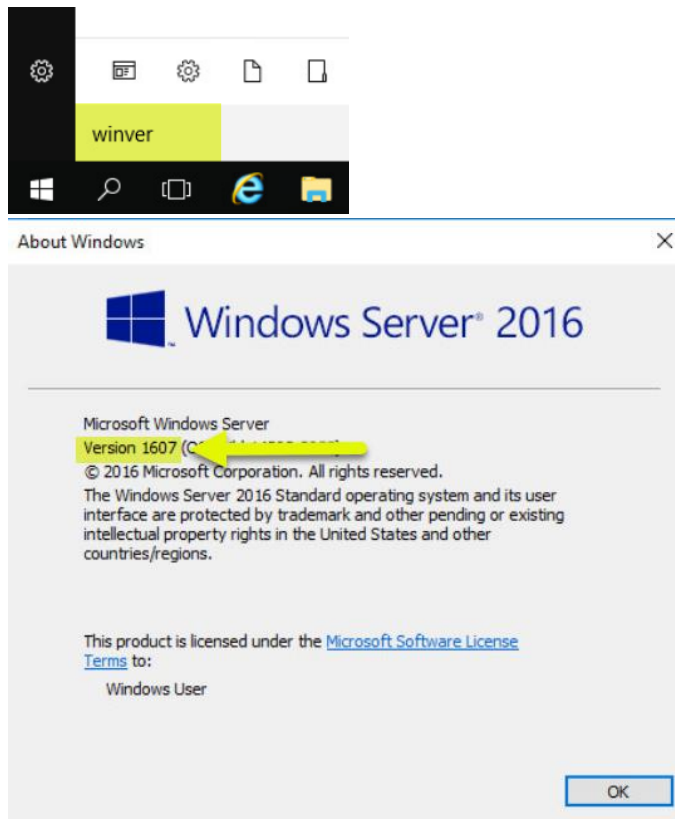 winver
About Windows
Windows Server® 2016
Microsoft Windows Server
Version 1607
© 2016 Microsoft Corporation. All rights reserved.
The Windows Server 2016 Standard operating system and its user
interface are protected by trademark and other pending or existing
intellectual property rights in the United States and other
countries/regions.
This product is licensed under the Microsoft Software License
Terms to:
Windows User
OK